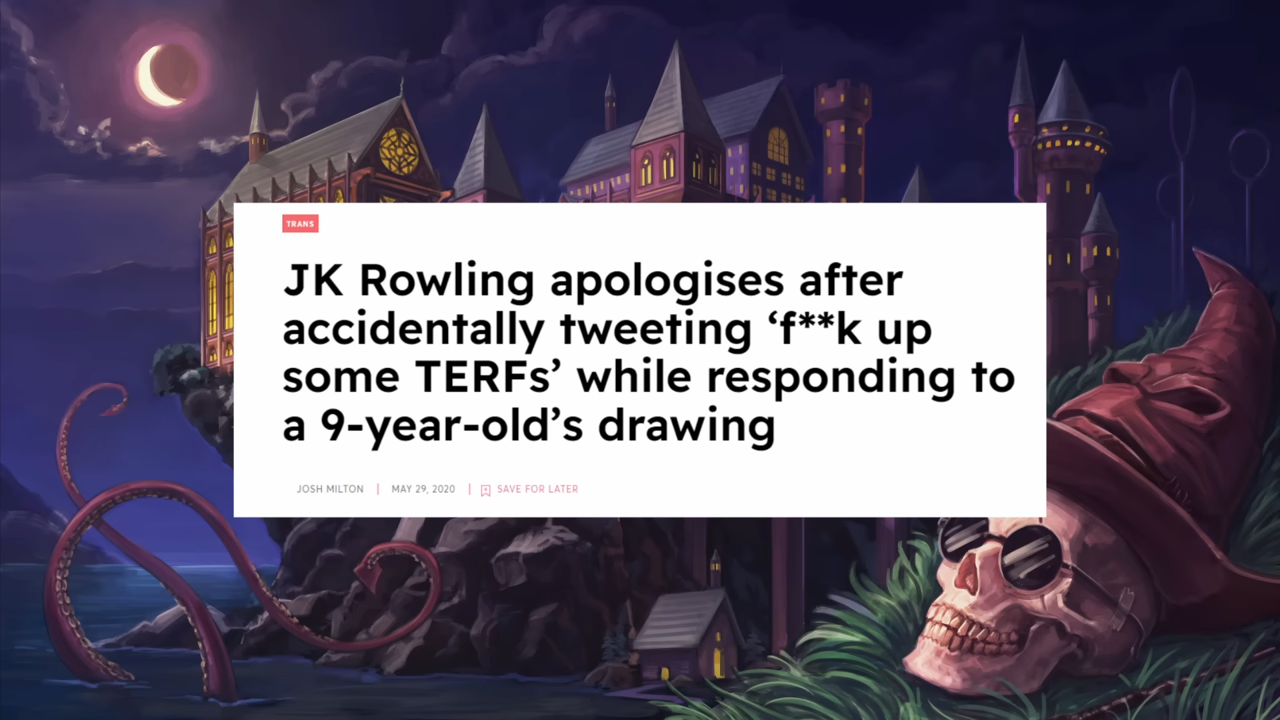 TRANS
JK Rowling apologises after
accidentally tweeting ‘f**k up
some TERFs’ while responding to
a 9-year-old’s drawing
JOSH MILTON | MAY 29, 2020 | SAVE FOR LATER